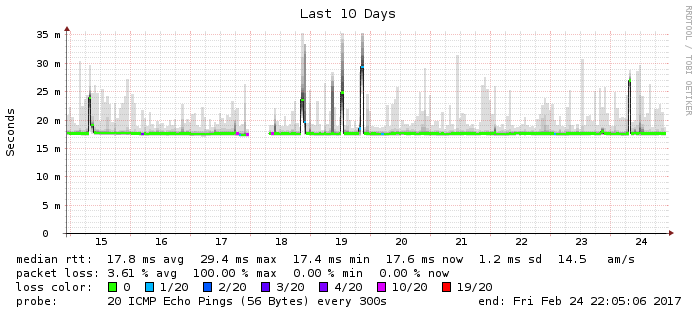 Last 10 Days
RRDTOOL / TOBI OETIKER
Seconds
35 m
30 m
25 m
20 m
15 m
10 m
5 m
0
15 16 17 18 19 20 21 22 23 24
median rtt: 17.8 ms avg 29.4 ms max 17.4 ms min 17.6 ms now 1.2 ms sd 14.5 am/s
packet loss: 3.61 % avg 100.00 % max 0.00 % min 0.00 % now
loss color: 0 1/20 2/20 3/20 4/20 10/20 19/20
probe: 20 ICMP Echo Pings (56 Bytes) every 300s end: Fri Feb 24 22:05:06 2017